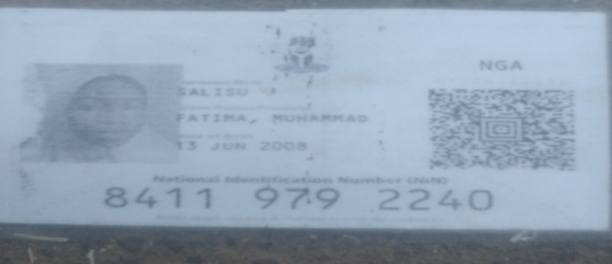 NGA
SALISU
FATIMA, MUHAMMAD
13 JUN 2008
National Identification Number (NIN)
8411 979 2240